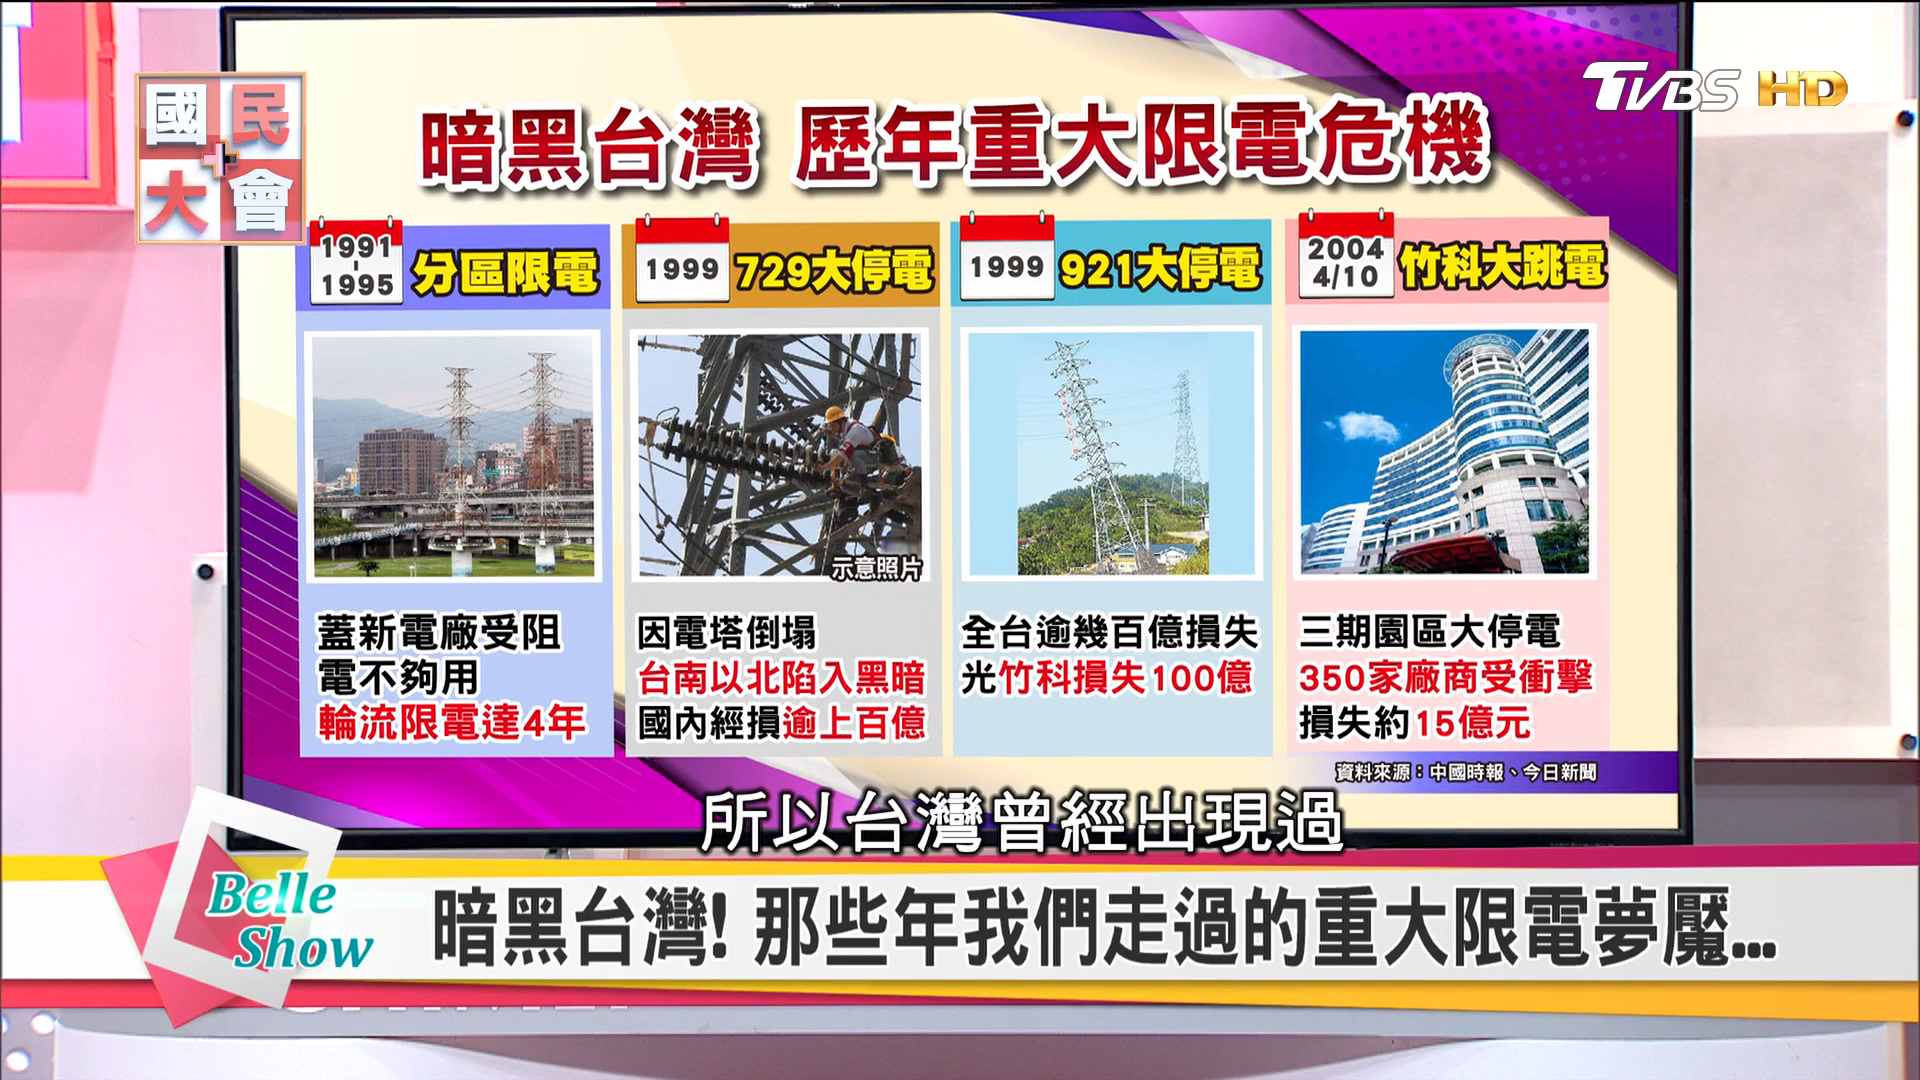 國民
大會
TVBS HD
暗黑台灣 歷年重大限電危機
1991
-
1995
分區限電
蓋新電廠受阻
電不夠用
輪流限電達4年
1999
729大停電
示意照片
因電塔倒塌
台南以北陷入黑暗
國內經損逾上百億
1999
921大停電
全台逾幾百億損失
光竹科損失100億
2004
4/10
竹科大跳電
三期園區大停電
350家廠商受衝擊
損失約15億元
資料來源：中國時報、今日新聞
所以台灣曾經出現過
Belle
Show
暗黑台灣! 那些年我們走過的重大限電夢魘...